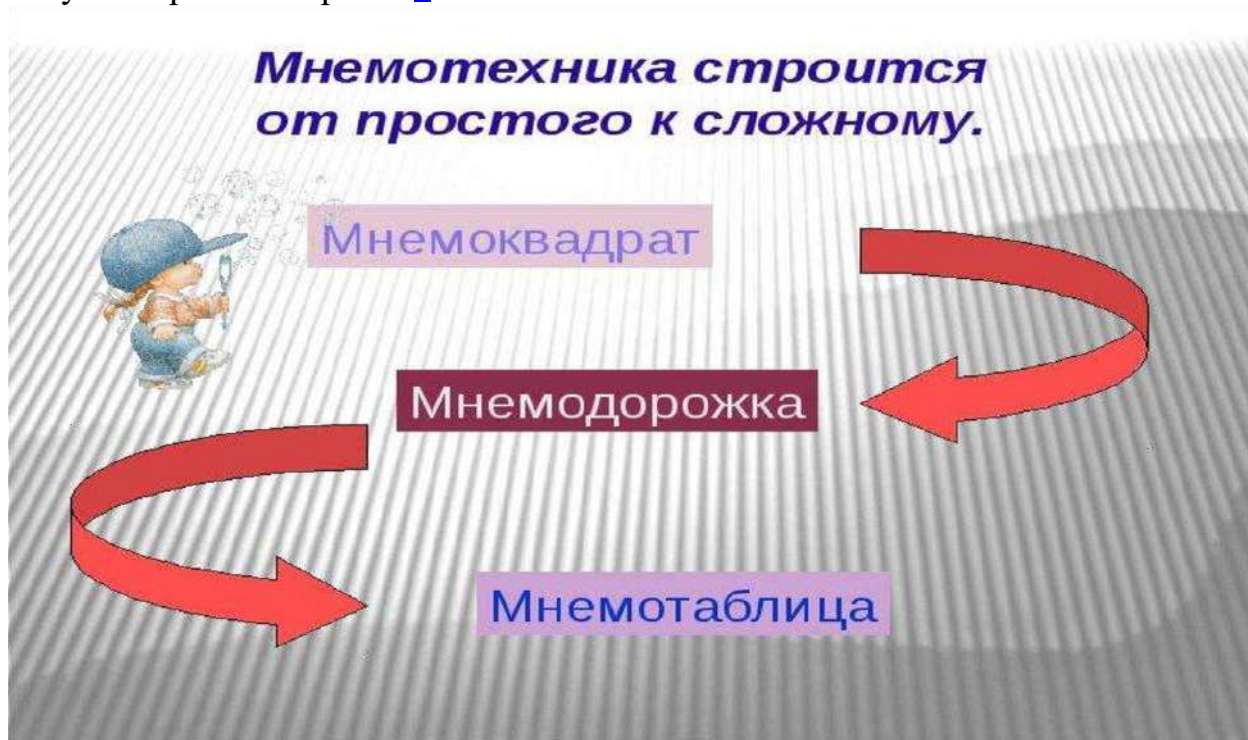 Мнемотехника строится
от простого к сложному.
Мнемоквадрат
Мнемодорожка
Мнемотаблица